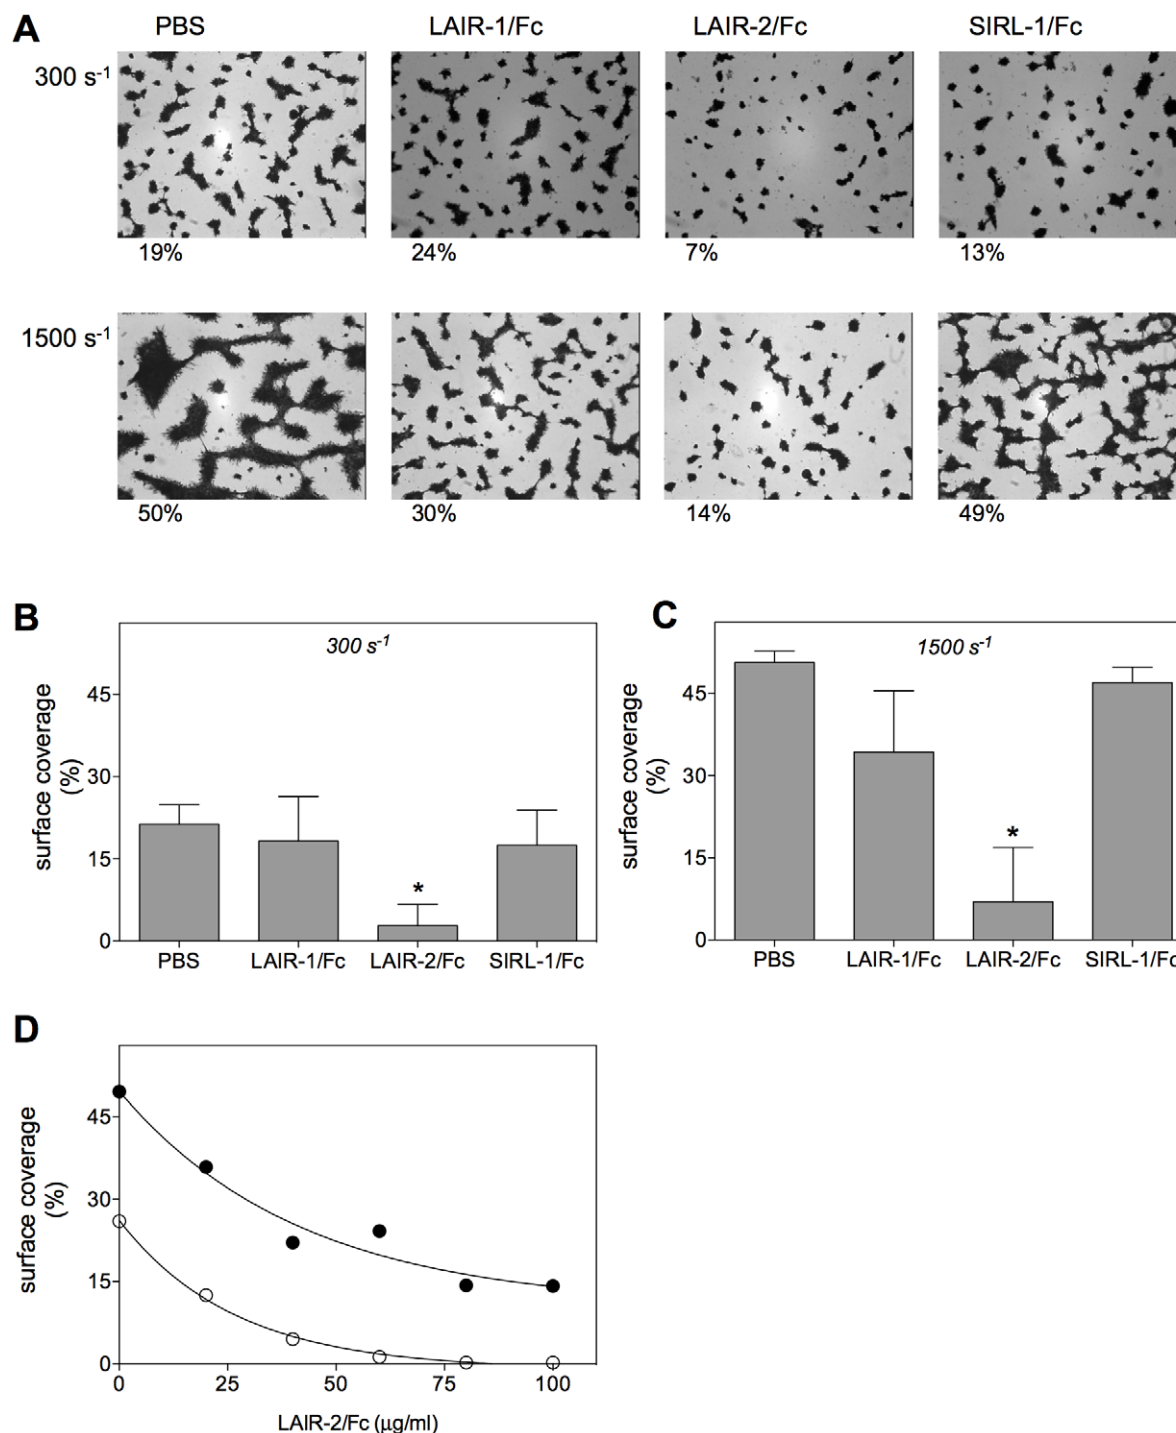 A
PBS LAIR-1/Fc LAIR-2/Fc SIRL-1/Fc
300 s-1
19% 24% 7% 13%
1500 s-1
50% 30% 14% 49%
B
300 s-1
surface coverage
(%)
45
30
15
0
PBS LAIR-1/Fc LAIR-2/Fc SIRL-1/Fc
*
C
1500 s-1
surface coverage
(%)
45
30
15
0
PBS LAIR-1/Fc LAIR-2/Fc SIRL-1/Fc
*
D
surface coverage
(%)
45
30
15
0
0 25 50 75 100
LAIR-2/Fc (µg/ml)